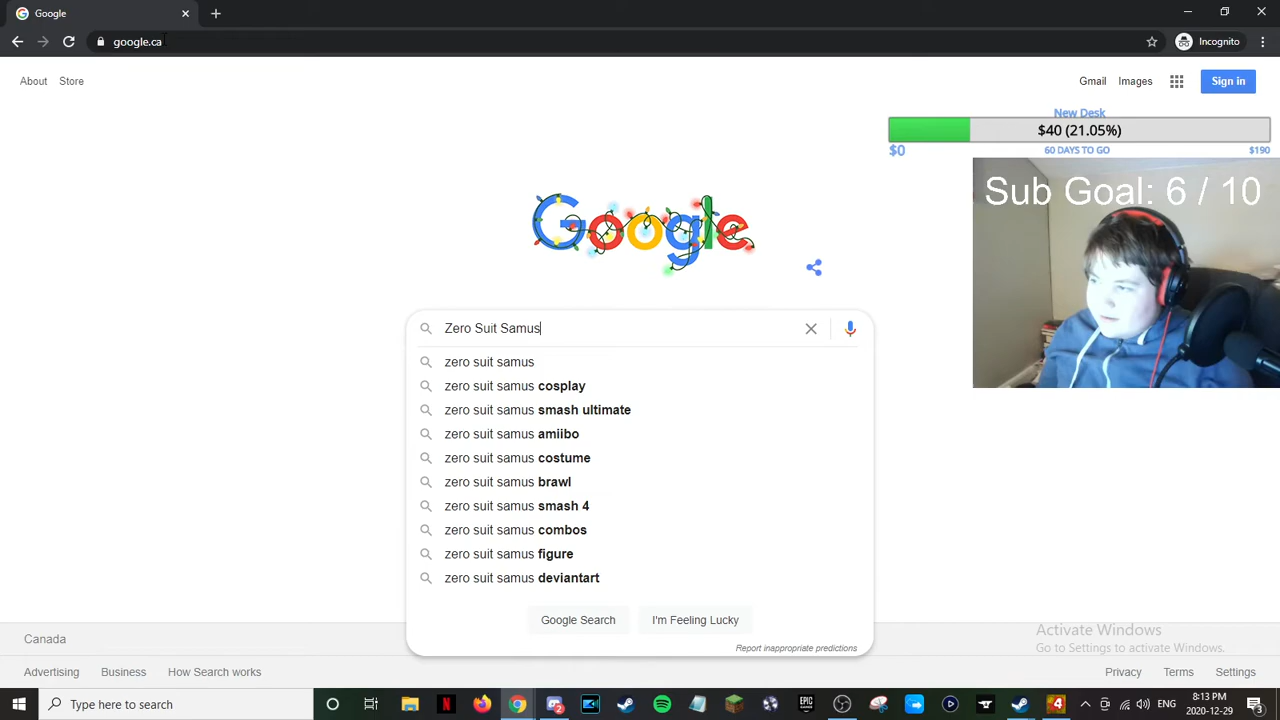 Google
google.ca
Incognito
About Store
Gmail Images Sign in
New Desk
$40 (21.05%)
$0 60 DAYS TO GO $190
Sub Goal: 6 / 10
Google
Zero Suit Samus
zero suit samus
zero suit samus cosplay
zero suit samus smash ultimate
zero suit samus amiibo
zero suit samus costume
zero suit samus brawl
zero suit samus smash 4
zero suit samus combos
zero suit samus figure
zero suit samus deviantart
Google Search I'm Feeling Lucky
Report inappropriate predictions
Activate Windows
Go to Settings to activate Windows.
Canada
Advertising Business How Search works
Privacy Terms Settings
Type here to search
N
EPIC
4
ENG
8:13 PM
2020-12-29